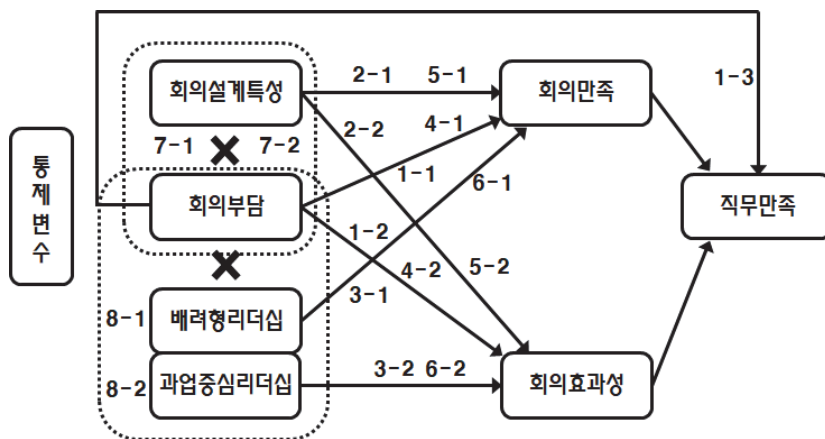 통제변수
회의설계특성
7-1 7-2
회의부담
8-1
배려형리더십
8-2
과업중심리더십
2-1 5-1
2-2
4-1
1-1
6-1
1-2
4-2
5-2
3-1
3-2 6-2
회의만족
회의효과성
1-3
직무만족